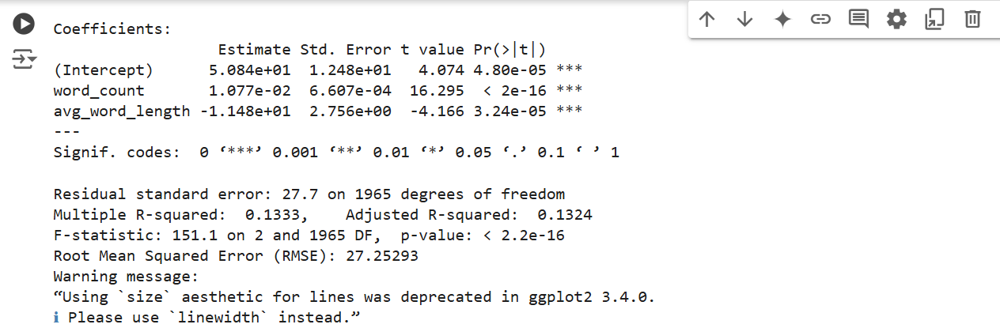 Coefficients:
                 Estimate Std. Error t value Pr(>|t|)
(Intercept)      5.084e+01  1.248e+01   4.074 4.80e-05 ***
word_count       1.077e-02  6.607e-04  16.295  < 2e-16 ***
avg_word_length -1.148e+01  2.756e+00  -4.166 3.24e-05 ***
---
Signif. codes:  0 ‘***’ 0.001 ‘**’ 0.01 ‘*’ 0.05 ‘.’ 0.1 ‘ ’ 1

Residual standard error: 27.7 on 1965 degrees of freedom
Multiple R-squared:  0.1333,    Adjusted R-squared:  0.1324
F-statistic: 151.1 on 2 and 1965 DF,  p-value: < 2.2e-16
Root Mean Squared Error (RMSE): 27.25293
Warning message:
“Using `size` aesthetic for lines was deprecated in ggplot2 3.4.0.
ℹ Please use `linewidth` instead.”